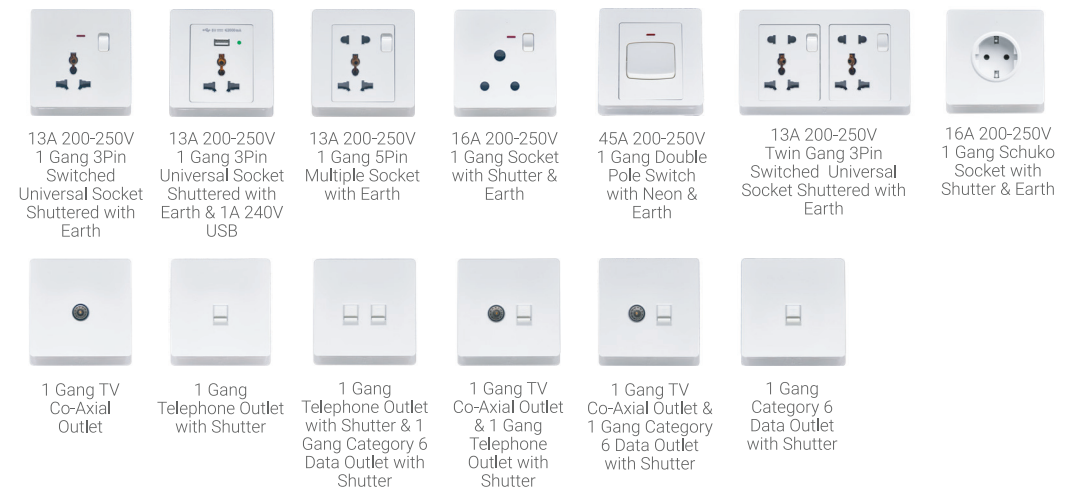 13A 200-250V
1 Gang 3Pin
Switched
Universal Socket
Shuttered with
Earth
13A 200-250V
1 Gang 3Pin
Universal Socket
Shuttered with
Earth & 1A 240V
USB
13A 200-250V
1 Gang 5Pin
Multiple Socket
with Earth
16A 200-250V
1 Gang Socket
with Shutter &
Earth
45A 200-250V
1 Gang Double
Pole Switch
with Neon &
Earth
13A 200-250V
Twin Gang 3Pin
Switched Universal
Socket Shuttered with
Earth
16A 200-250V
1 Gang Schuko
Socket with
Shutter & Earth
1 Gang TV
Co-Axial
Outlet
1 Gang
Telephone Outlet
with Shutter
1 Gang
Telephone Outlet
with Shutter & 1
Gang Category 6
Data Outlet with
Shutter
1 Gang TV
Co-Axial Outlet
& 1 Gang
Telephone
Outlet with
Shutter
1 Gang TV
Co-Axial Outlet &
1 Gang Category
6 Data Outlet
with Shutter
1 Gang
Category 6
Data Outlet
with Shutter